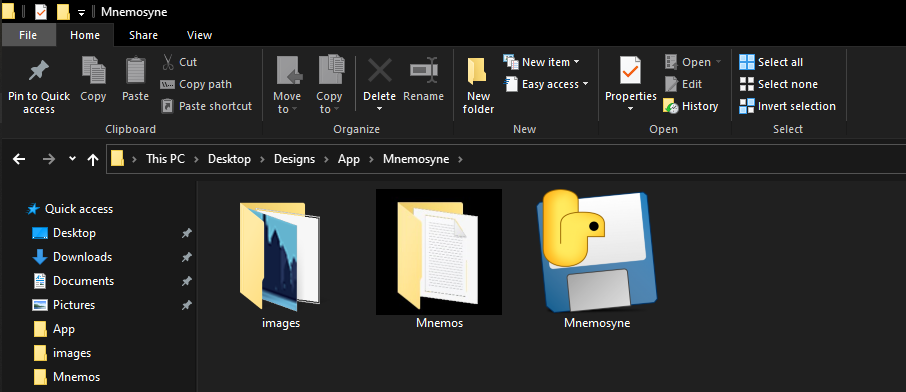 Mnemosyne
File Home Share View
Pin to Quick access
Copy
Paste
Cut
Copy path
Paste shortcut
Clipboard
Move to
Copy to
Delete
Rename
Organize
New folder
New item
Easy access
New
Properties
Open
Edit
History
Open
Select all
Select none
Invert selection
Select
This PC > Desktop > Designs > App > Mnemosyne >
Quick access
Desktop
Downloads
Documents
Pictures
App
images
Mnemos
images
Mnemos
Mnemosyne